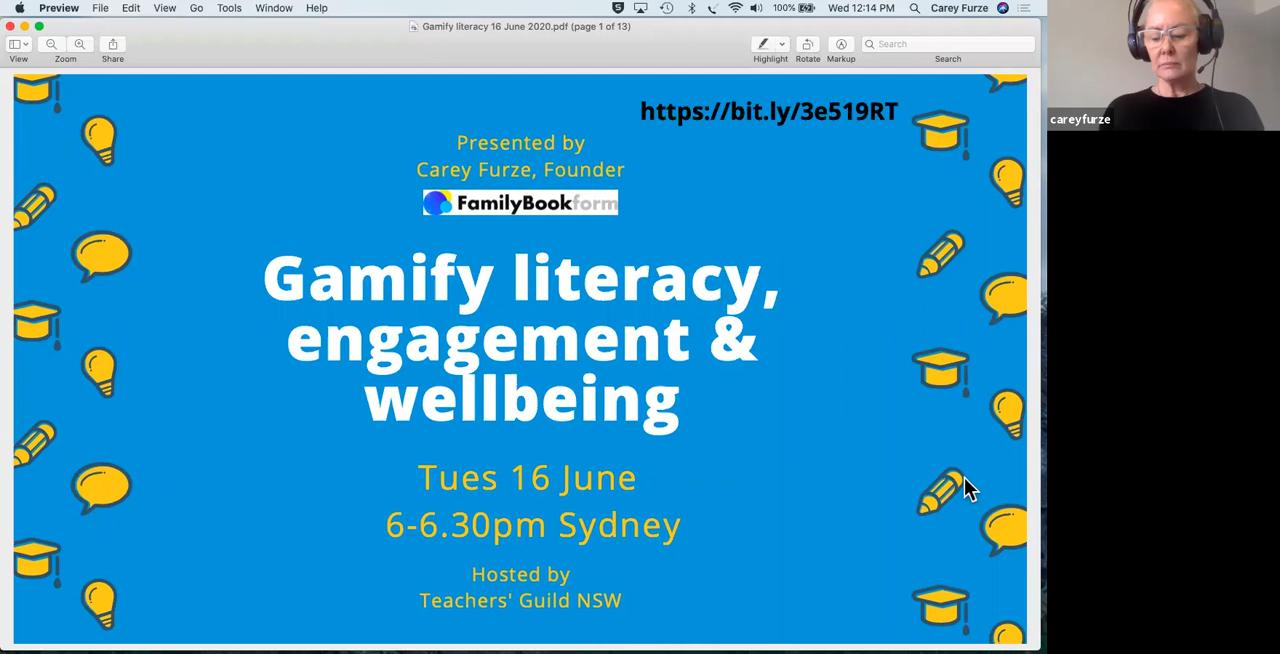 Preview File Edit View Go Tools Window Help
5
100% Wed 12:14 PM Carey Furze
Gamify literacy 16 June 2020.pdf (page 1 of 13)
Search
View Zoom Share Highlight Rotate Markup Search
careyfurze
https://bit.ly/3e519RT
Presented by
Carey Furze, Founder
FamilyBookform
Gamify literacy,
engagement &
wellbeing
Tues 16 June
6-6.30pm Sydney
Hosted by
Teachers' Guild NSW